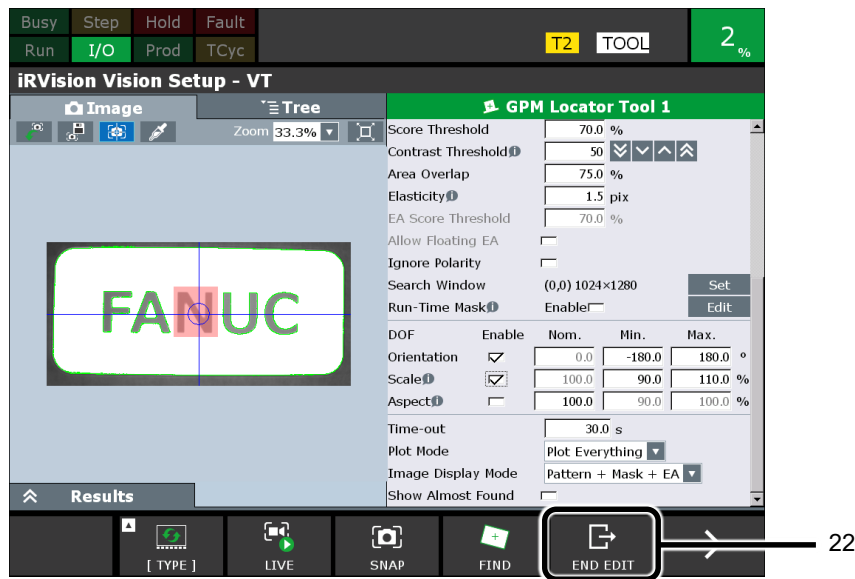 Busy Step Hold Fault
Run I/O Prod TCyc T2 TOOL 2 %
iRVision Vision Setup - VT
Image Tree GPM Locator Tool 1
Zoom 33.3%
Score Threshold 70.0 %
Contrast Threshold 50
Area Overlap 75.0 %
Elasticity 1.5 pix
EA Score Threshold 70.0 %
Allow Floating EA
Ignore Polarity
Search Window (0,0) 1024×1280 Set
Run-Time Mask Enable Edit
FANUC
DOF Enable Nom. Min. Max.
Orientation 0.0 -180.0 180.0 °
Scale 100.0 90.0 110.0 %
Aspect 100.0 90.0 100.0 %
Time-out 30.0 s
Plot Mode Plot Everything
Image Display Mode Pattern + Mask + EA
Show Almost Found
Results
[ TYPE ] LIVE SNAP FIND END EDIT
22